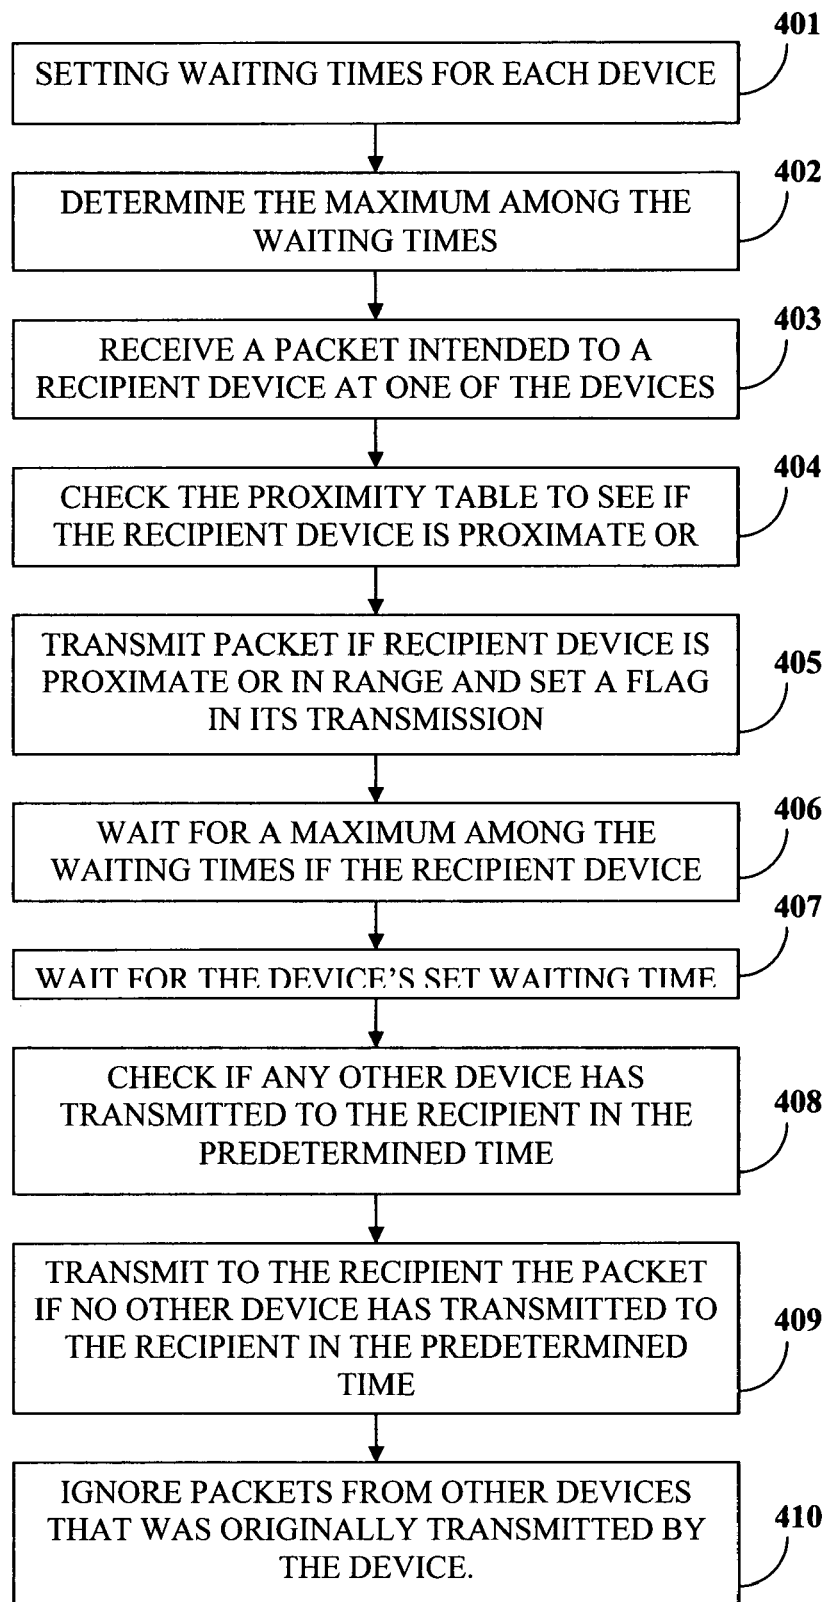 401
SETTING WAITING TIMES FOR EACH DEVICE
402
DETERMINE THE MAXIMUM AMONG THE
WAITING TIMES
403
RECEIVE A PACKET INTENDED TO A
RECIPIENT DEVICE AT ONE OF THE DEVICES
404
CHECK THE PROXIMITY TABLE TO SEE IF
THE RECIPIENT DEVICE IS PROXIMATE OR
405
TRANSMIT PACKET IF RECIPIENT DEVICE IS
PROXIMATE OR IN RANGE AND SET A FLAG
IN ITS TRANSMISSION
406
WAIT FOR A MAXIMUM AMONG THE
WAITING TIMES IF THE RECIPIENT DEVICE
407
WAIT FOR THE DEVICE'S SET WAITING TIME
408
CHECK IF ANY OTHER DEVICE HAS
TRANSMITTED TO THE RECIPIENT IN THE
PREDETERMINED TIME
409
TRANSMIT TO THE RECIPIENT THE PACKET
IF NO OTHER DEVICE HAS TRANSMITTED TO
THE RECIPIENT IN THE PREDETERMINED
TIME
410
IGNORE PACKETS FROM OTHER DEVICES
THAT WAS ORIGINALLY TRANSMITTED BY
THE DEVICE.